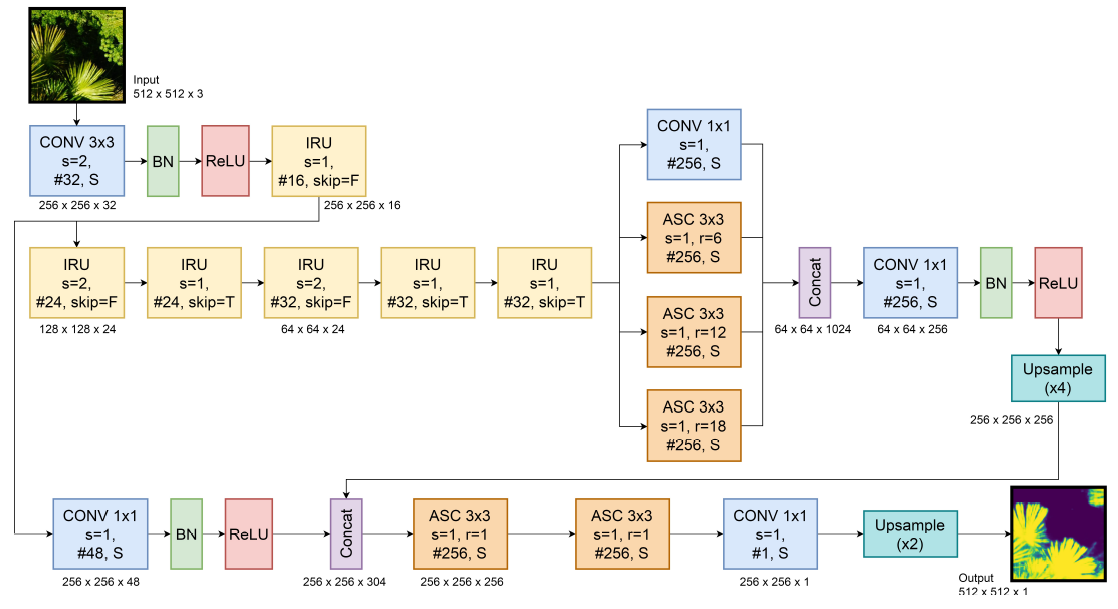 Input
512 x 512 x 3
CONV 3x3
s=2,
#32, S
BN
ReLU
IRU
s=1,
#16, skip=F
256 x 256 x 32
256 x 256 x 16
IRU
s=2,
#24, skip=F
IRU
s=1,
#24, skip=T
IRU
s=2,
#32, skip=F
IRU
s=1,
#32, skip=T
IRU
s=1,
#32, skip=T
128 x 128 x 24
64 x 64 x 24
CONV 1x1
s=1,
#256, S
ASC 3x3
s=1, r=6
#256, S
ASC 3x3
s=1, r=12
#256, S
ASC 3x3
s=1, r=18
#256, S
Concat
64 x 64 x 1024
CONV 1x1
s=1,
#256, S
64 x 64 x 256
BN
ReLU
Upsample
(x4)
256 x 256 x 256
CONV 1x1
s=1,
#48, S
256 x 256 x 48
BN
ReLU
Concat
256 x 256 x 304
ASC 3x3
s=1, r=1
#256, S
256 x 256 x 256
ASC 3x3
s=1, r=1
#256, S
CONV 1x1
s=1,
#1, S
256 x 256 x 1
Upsample
(x2)
Output
512 x 512 x 1